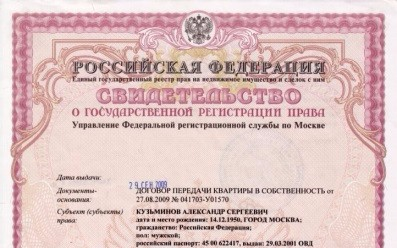 РОССИЙСКАЯ ФЕДЕРАЦИЯ
Единый государственный реестр прав на недвижимое имущество и сделок с ним
СВИДЕТЕЛЬСТВО
О ГОСУДАРСТВЕННОЙ РЕГИСТРАЦИИ ПРАВА
Управление Федеральной регистрационной службы по Москве
Дата выдачи:
29 СЕН 2009
Документы-основания: ДОГОВОР ПЕРЕДАЧИ КВАРТИРЫ В СОБСТВЕННОСТЬ от
27.08.2009 № 041703-У01570
Субъект (субъекты) КУЗЬМИНОВ АЛЕКСАНДР СЕРГЕЕВИЧ
права: дата и место рождения: 14.12.1950, ГОРОД МОСКВА;
гражданство: Российская Федерация;
пол: мужской;
российский паспорт: 45 00 622417, выдан: 29.03.2001 ОВД